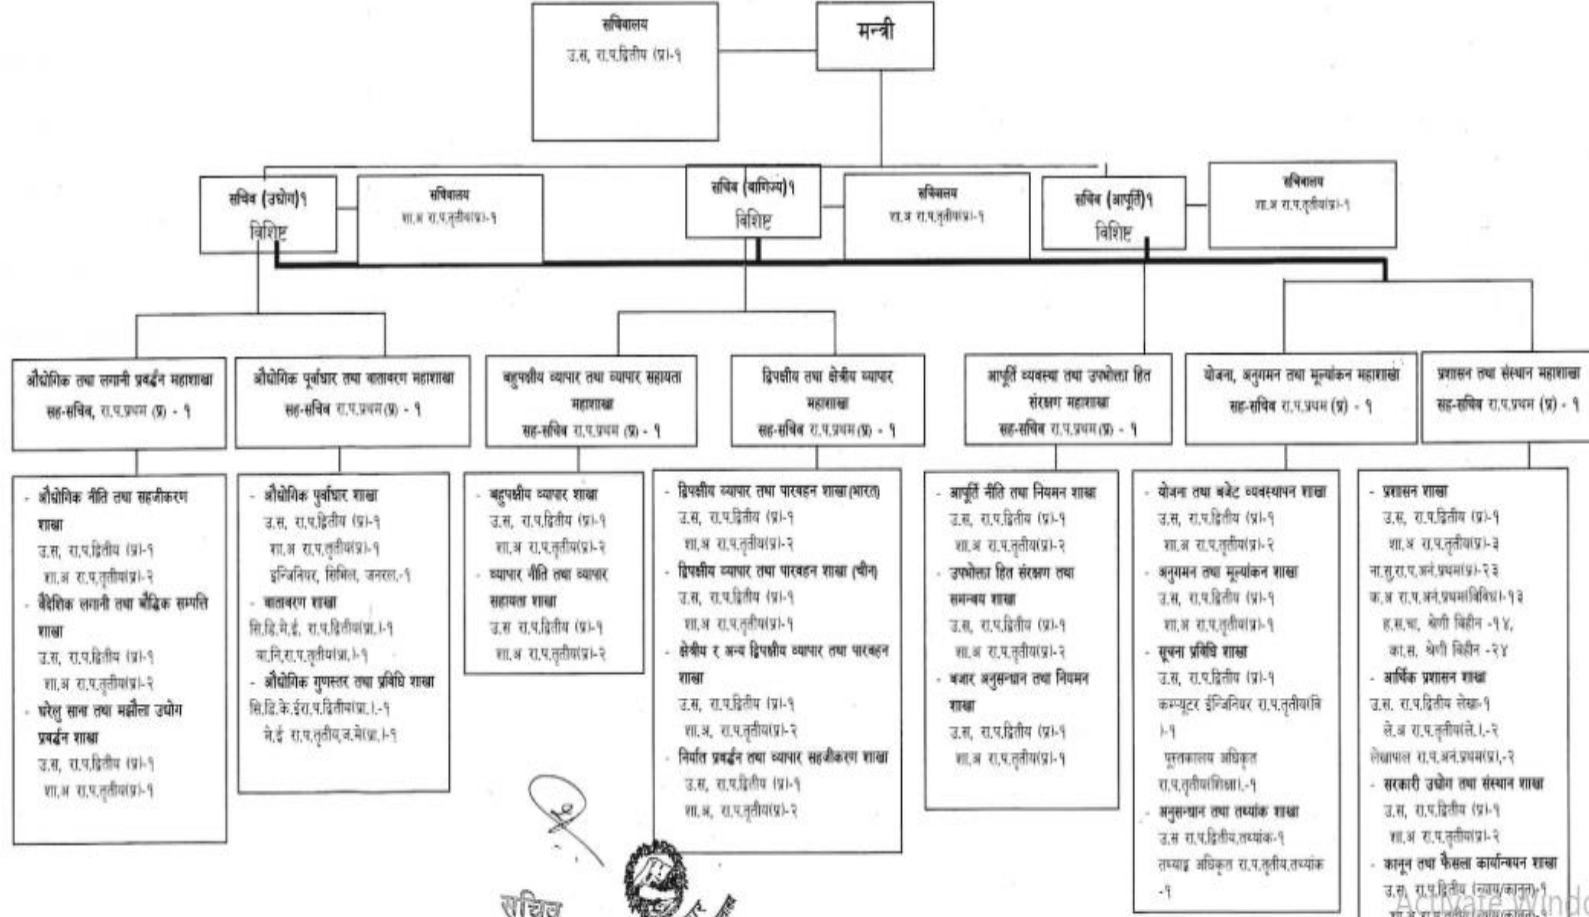 सचिवालय
उ.स, रा.प.द्वितीय (प्र)-१
मन्त्री
सचिव (उद्योग)१
विशिष्ट
सचिवालय
शा.अ रा.प.तृतीय(प्र)-१
सचिव (वाणिज्य)१
विशिष्ट
सचिवालय
शा.अ रा.प.तृतीय(प्र)-१
सचिव (आपूर्ति)१
विशिष्ट
सचिवालय
शा.अ रा.प.तृतीय(प्र)-१
औद्योगिक तथा लगानी प्रवर्द्धन महाशाखा
सह-सचिव, रा.प.प्रथम (प्र) - १
औद्योगिक पूर्वाधार तथा वातावरण महाशाखा
सह-सचिव रा.प.प्रथम(प्र) - १
बहुपक्षीय व्यापार तथा व्यापार सहायता
महाशाखा
सह-सचिव रा.प.प्रथम (प्र) - १
द्विपक्षीय तथा क्षेत्रीय व्यापार
महाशाखा
सह-सचिव रा.प.प्रथम(प्र) - १
आपूर्ति व्यवस्था तथा उपभोक्ता हित
संरक्षण महाशाखा
सह-सचिव रा.प.प्रथम (प्र) - १
योजना, अनुगमन तथा मूल्यांकन महाशाखा
सह-सचिव रा.प.प्रथम (प्र) - १
प्रशासन तथा संस्थान महाशाखा
सह-सचिव रा.प.प्रथम (प्र) - १
- औद्योगिक नीति तथा सहजीकरण
शाखा
उ.स, रा.प.द्वितीय (प्र)-१
शा.अ रा.प.तृतीय(प्र)-२
- वैदेशिक लगानी तथा बौद्धिक सम्पत्ति
शाखा
उ.स, रा.प.द्वितीय (प्र)-१
शा.अ रा.प.तृतीय(प्र)-२
- घरेलु साना तथा मझौला उद्योग
प्रवर्द्धन शाखा
उ.स, रा.प.द्वितीय (प्र)-१
शा.अ रा.प.तृतीय(प्र)-१
- औद्योगिक पुर्वाधार शाखा
उ.स, रा.प.द्वितीय (प्र)-१
शा.अ रा.प.तृतीय(प्र)-१
इन्जिनियर, सिभिल, जनरल,-१
- वातावरण शाखा
सि.डि.मे.ई. रा.प.द्वितीय(प्रा.)-१
वा.नि.रा.प.तृतीय(प्रा.)-१
- औद्योगिक गुणस्तर तथा प्रविधि शाखा
सि.डि.के.ईरा.प.द्वितीय(प्रा.).-१
मे.ई रा.प.तृतीय,ज.मे(प्रा.)-१
- बहुपक्षीय व्यापार शाखा
उ.स, रा.प.द्वितीय (प्र)-१
शा.अ रा.प.तृतीय(प्र)-२
- व्यापार नीति तथा व्यापार
सहायता शाखा
उ.स रा.प.द्वितीय (प्र)-१
शा.अ रा.प.तृतीय(प्र)-२
- द्विपक्षीय व्यापार तथा पारवहन शाखा (भारत)
उ.स, रा.प.द्वितीय (प्र)-१
शा.अ रा.प.तृतीय(प्र)-२
- द्विपक्षीय व्यापार तथा पारवहन शाखा (चीन)
उ.स, रा.प.द्वितीय (प्र)-१
शा.अ रा.प.तृतीय(प्र)-१
- क्षेत्रीय र अन्य द्विपक्षीय व्यापार तथा पारवहन
शाखा
उ.स, रा.प.द्वितीय (प्र)-१
शा.अ, रा.प.तृतीय(प्र)-२
- निर्यात प्रवर्द्धन तथा व्यापार सहजीकरण शाखा
उ.स, रा.प.द्वितीय (प्र)-१
शा.अ, रा.प.तृतीय(प्र)-२
- आपूर्ति नीति तथा नियमन शाखा
उ.स, रा.प.द्वितीय (प्र)-१
शा.अ रा.प.तृतीय(प्र)-२
- उपभोक्ता हित संरक्षण तथा
समन्वय शाखा
उ.स, रा.प.द्वितीय (प्र)-१
शा.अ रा.प.तृतीय(प्र)-२
- बजार अनुसन्धान तथा नियमन
शाखा
उ.स, रा.प.द्वितीय (प्र)-१
शा.अ रा.प.तृतीय(प्र)-१
- योजना तथा बजेट व्यवस्थापन शाखा
उ.स, रा.प.द्वितीय (प्र)-१
शा.अ रा.प.तृतीय(प्र)-२
- अनुगमन तथा मूल्यांकन शाखा
उ.स, रा.प.द्वितीय (प्र)-१
शा.अ रा.प.तृतीय(प्र)-१
- सूचना प्रविधि शाखा
उ.स, रा.प.द्वितीय (प्र)-१
कम्प्यूटर ईन्जिनियर रा.प.तृतीय(वि
)-१
पूस्तकालय अधिकृत
रा.प.तृतीय(शिक्षा).-१
- अनुसन्धान तथा तथ्यांक शाखा
उ.स रा.प.द्वितीय,तथ्यांक-१
तथ्याङ्क अधिकृत रा.प.तृतीय,तथ्यांक
-१
- प्रशासन शाखा
उ.स, रा.प.द्वितीय (प्र)-१
शा.अ रा.प.तृतीय(प्र)-३
ना.सु.रा.प.अनं.प्रथम(प्र)-२३
क.अ रा.प.अनं.प्रथम(विविध)-१३
ह.स.चा, श्रेणी विहीन -१४,
का.स, श्रेणी विहीन -२४
- आर्थिक प्रशासन शाखा
उ.स. रा.प.द्वितीय लेखा-१
ले.अ रा.प.तृतीय(ले.).-२
लेखापाल रा.प.अनं.प्रथम(प्र),-२
- सरकारी उद्योग तथा संस्थान शाखा
उ.स, रा.प.द्वितीय (प्र)-१
शा.अ रा.प.तृतीय(प्र)-२
- कानून तथा फैसला कार्यान्वयन शाखा
उ.स, रा.प.द्वितीय (न्याय/कानून)-१
सचिव